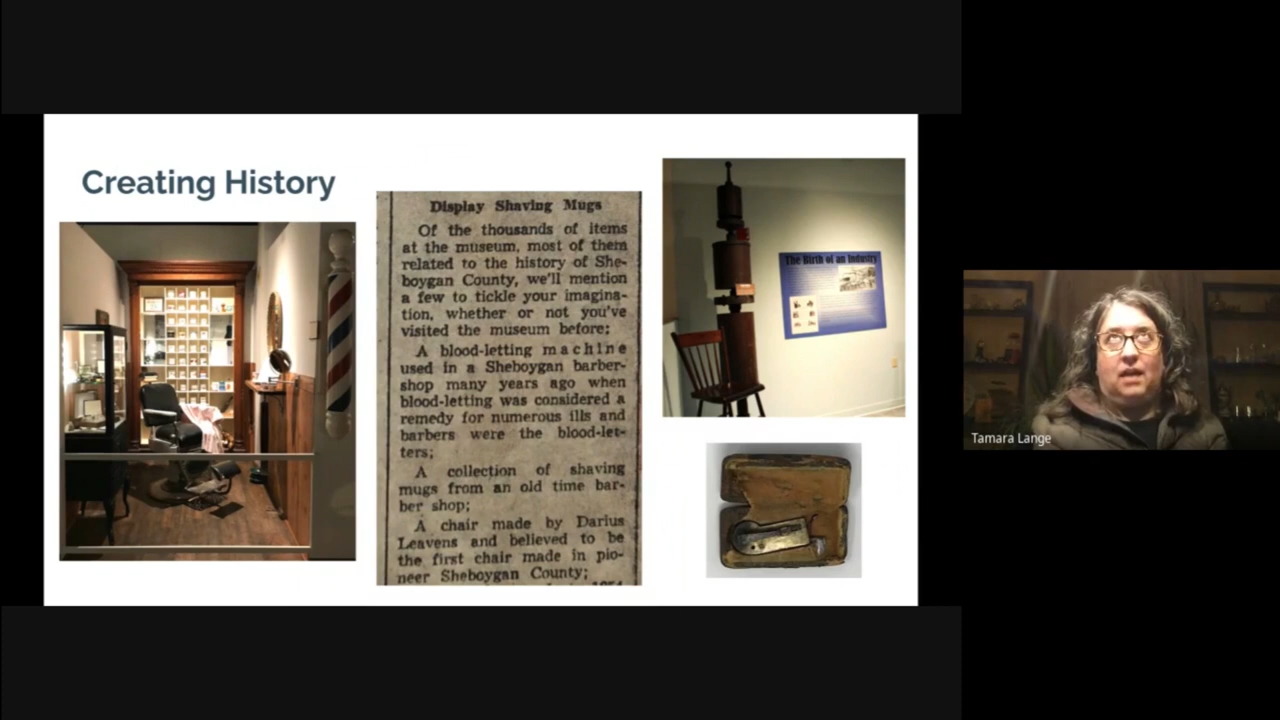 Creating History
Display Shaving Mugs
Of the thousands of items
at the museum, most of them
related to the history of She-
boygan County, we'll mention
a few to tickle your imagina-
tion, whether or not you've
visited the museum before:
A blood-letting machine
used in a Sheboygan barber-
shop many years ago when
blood-letting was considered a
remedy for numerous ills and
barbers were the blood-let-
ters;
A collection of shaving
mugs from an old time bar-
ber shop;
A chair made by Darius
Leavens and believed to be
the first chair made in pio-
neer Sheboygan County;
The Birth of an Industry
Tamara Lange